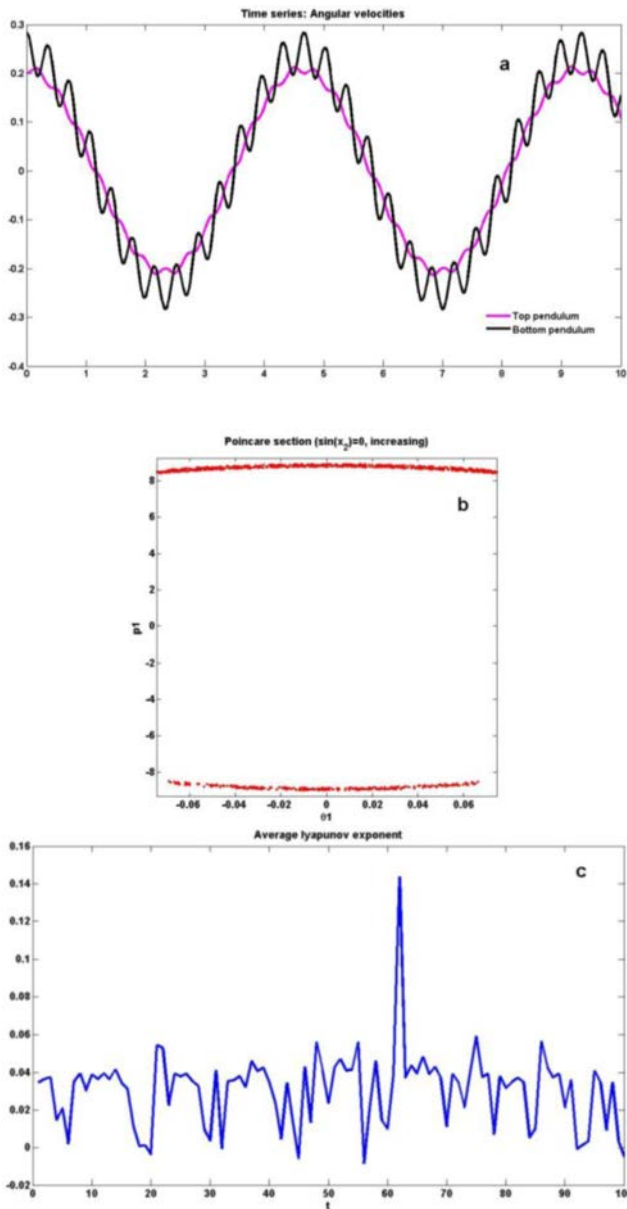 Time series: Angular velocities
0.3
a
0.2
0.1
0
-0.1
-0.2
Top pendulum
-0.3
Bottom pendulum
-0.4
0 1 2 3 4 5 6 7 8 9 10
Poincare section (sin(x2)=0, increasing)
8
b
6
4
2
p1
0
-2
-4
-6
-8
-0.06 -0.04 -0.02 0 0.02 0.04 0.06
θ1
Average lyapunov exponent
0.16
c
0.14
0.12
0.1
0.08
0.06
0.04
0.02
0
-0.02
0 10 20 30 40 50 60 70 80 90 100
t